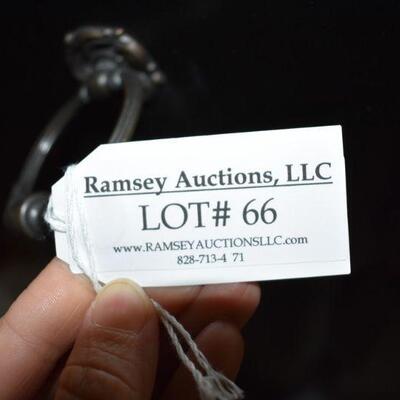 Ramsey Auctions, LLC
LOT# 66
www.RAMSEYAUCTIONSLLC.com
828-713-4 71